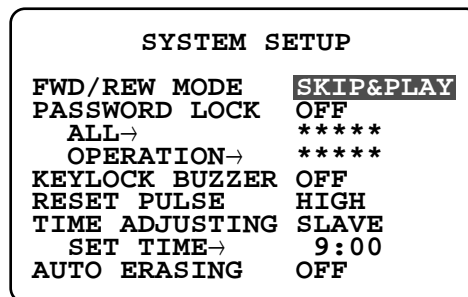 SYSTEM SETUP
FWD/REW MODE SKIP&PLAY
PASSWORD LOCK OFF
ALL→ *****
OPERATION→ *****
KEYLOCK BUZZER OFF
RESET PULSE HIGH
TIME ADJUSTING SLAVE
SET TIME→ 9:00
AUTO ERASING OFF